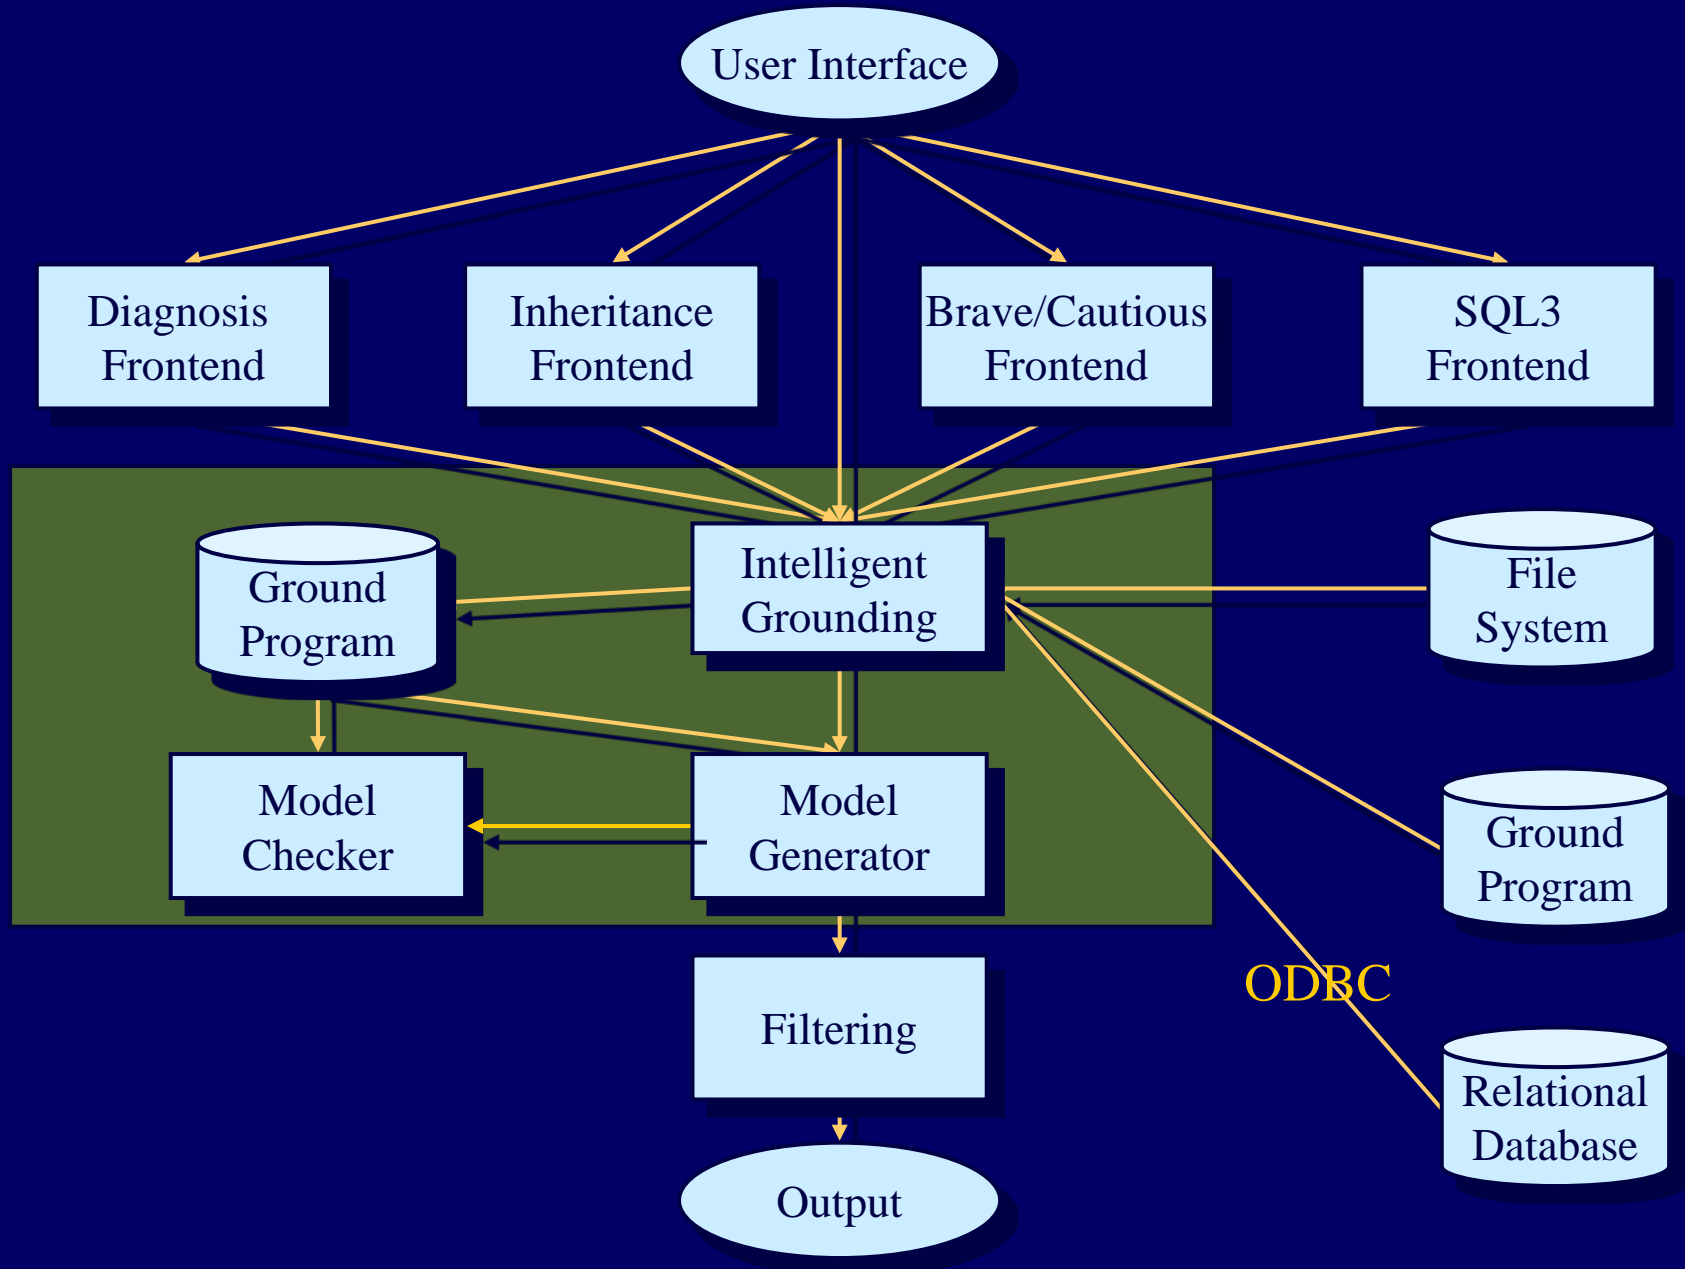 User Interface
Diagnosis
Frontend
Inheritance
Frontend
Brave/Cautious
Frontend
SQL3
Frontend
Ground
Program
Intelligent
Grounding
File
System
Model
Checker
Model
Generator
Ground
Program
ODBC
Filtering
Relational
Database
Output